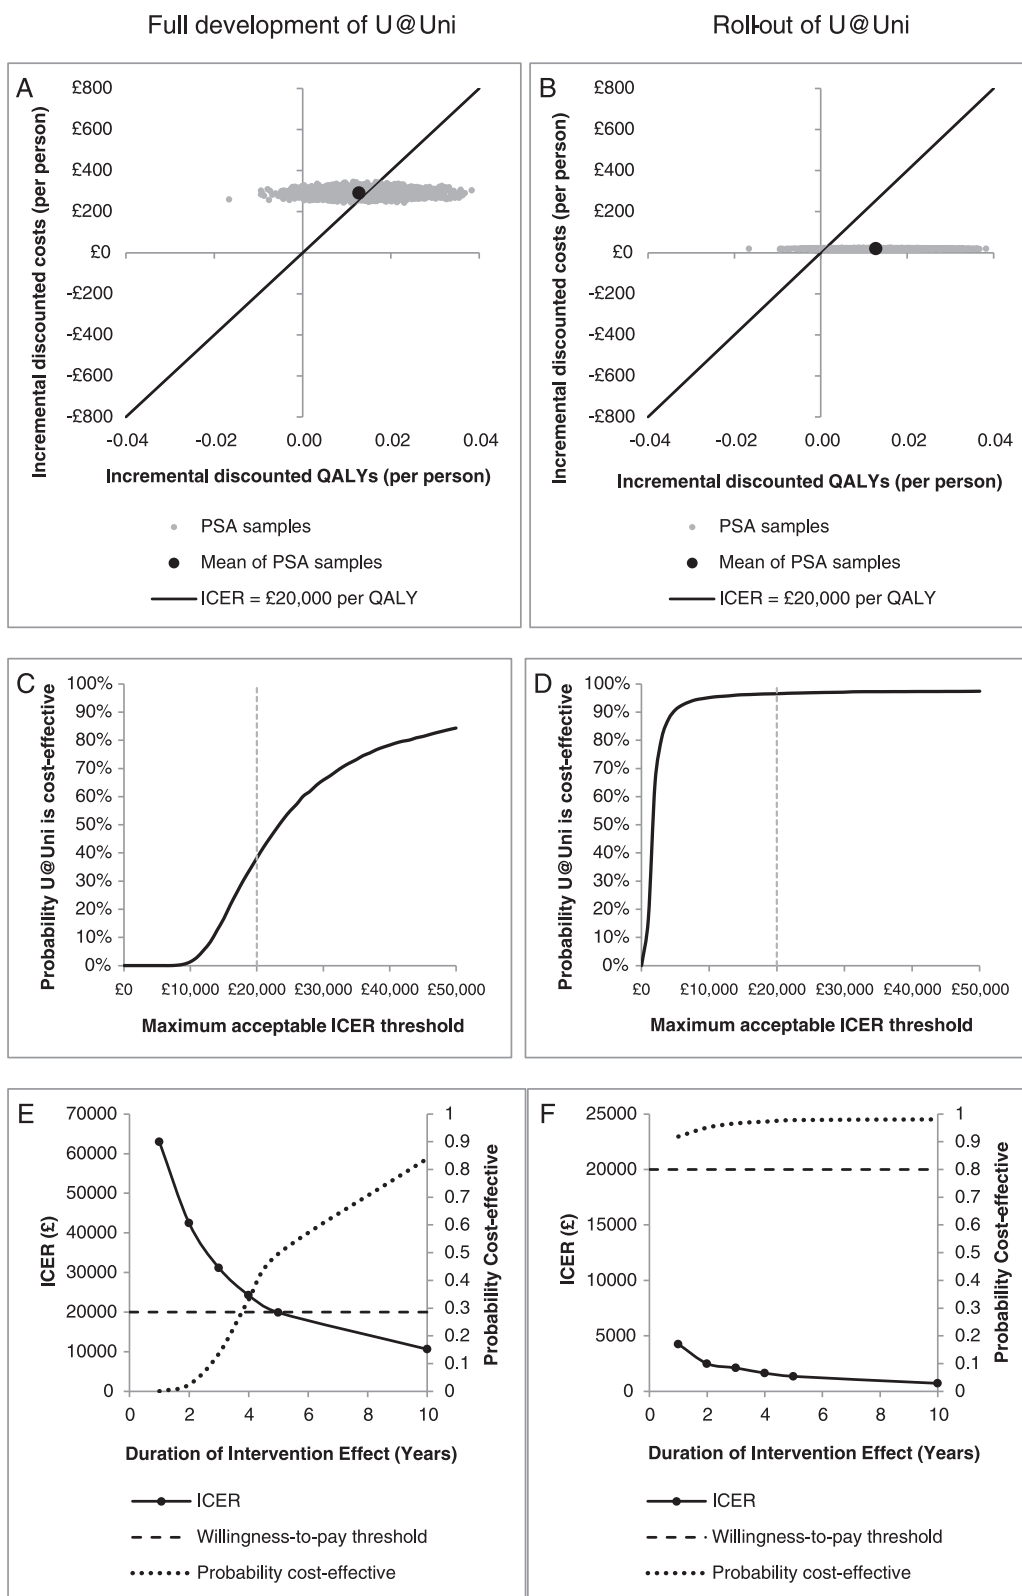 Full development of U@Uni
Roll-out of U@Uni
A
£800
£600
£400
£200
£0
-£200
-£400
-£600
-£800
-0.04 -0.02 0.00 0.02 0.04
Incremental discounted costs (per person)
Incremental discounted QALYs (per person)
PSA samples
Mean of PSA samples
ICER = £20,000 per QALY
B
£800
£600
£400
£200
£0
-£200
-£400
-£600
-£800
-0.04 -0.02 0.00 0.02 0.04
Incremental discounted costs (per person)
Incremental discounted QALYs (per person)
PSA samples
Mean of PSA samples
ICER = £20,000 per QALY
C
100%
90%
80%
70%
60%
50%
40%
30%
20%
10%
0%
£0 £10,000 £20,000 £30,000 £40,000 £50,000
Probability U@Uni is cost-effective
Maximum acceptable ICER threshold
D
100%
90%
80%
70%
60%
50%
40%
30%
20%
10%
0%
£0 £10,000 £20,000 £30,000 £40,000 £50,000
Probability U@Uni is cost-effective
Maximum acceptable ICER threshold
E
70000
60000
50000
40000
30000
20000
10000
0
ICER (£)
1
0.9
0.8
0.7
0.6
0.5
0.4
0.3
0.2
0.1
0
Probability Cost-effective
0 2 4 6 8 10
Duration of Intervention Effect (Years)
ICER
Willingness-to-pay threshold
Probability cost-effective
F
25000
20000
15000
10000
5000
0
ICER (£)
1
0.9
0.8
0.7
0.6
0.5
0.4
0.3
0.2
0.1
0
Probability Cost-effective
0 2 4 6 8 10
Duration of Intervention Effect (Years)
ICER
Willingness-to-pay threshold
Probability cost-effective